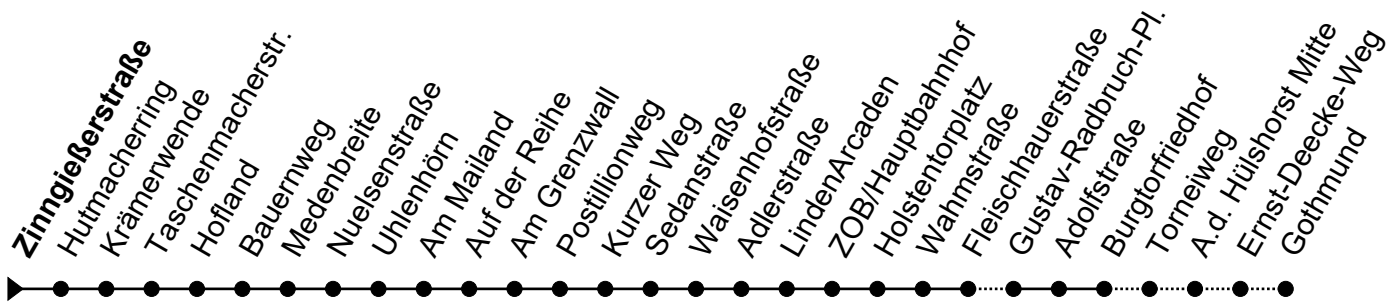 Zinngießerstraße
Hutmacherring
Krämerwende
Taschenmacherstr.
Hofland
Bauernweg
Medenbreite
Nuelsenstraße
Uhlenhörn
Am Mailand
Auf der Reihe
Am Grenzwall
Postillionweg
Kurzer Weg
Sedanstraße
Waisenhofstraße
Adlerstraße
LindenArcaden
ZOB/Hauptbahnhof
Holstentorplatz
Wahmstraße
Fleischhauerstraße
Gustav-Radbruch-Pl.
Adolfstraße
Burgtorfriedhof
Torneiweg
A.d. Hülshorst Mitte
Ernst-Deecke-Weg
Gothmund